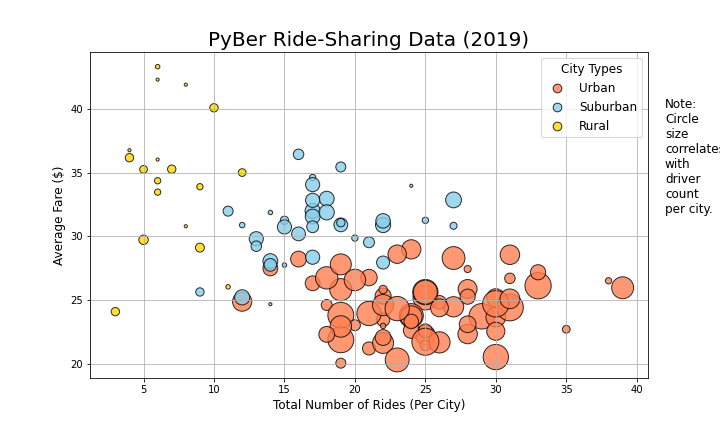 PyBer Ride-Sharing Data (2019)
City Types
Urban
Suburban
Rural
Note:
Circle
size
correlates
with
driver
count
per city.
Average Fare ($)
40
35
30
25
20
5 10 15 20 25 30 35 40
Total Number of Rides (Per City)